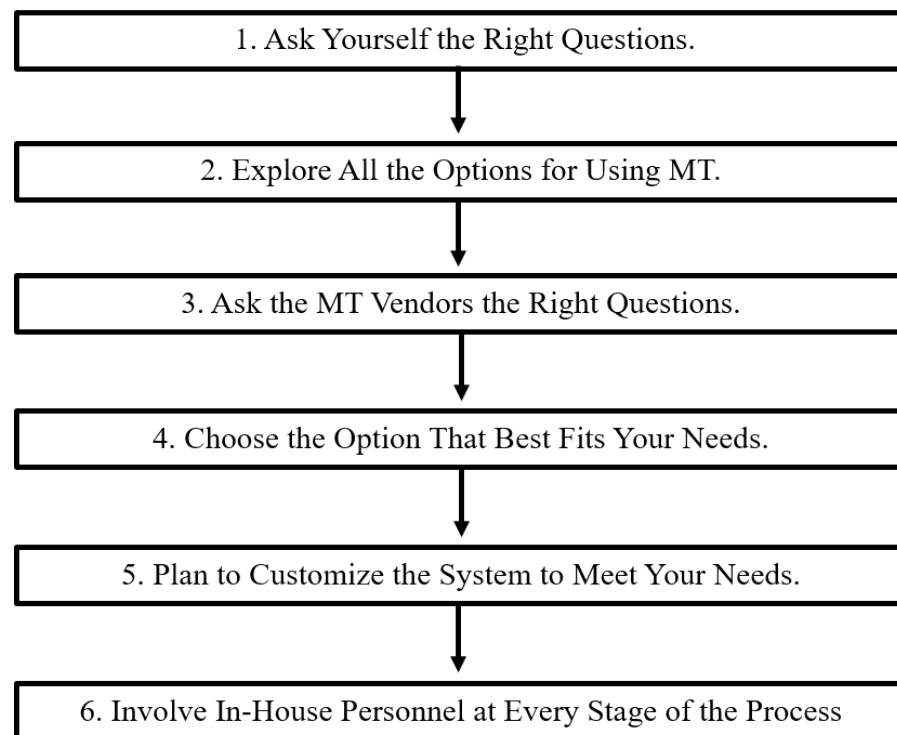 1. Ask Yourself the Right Questions.
2. Explore All the Options for Using MT.
3. Ask the MT Vendors the Right Questions.
4. Choose the Option That Best Fits Your Needs.
5. Plan to Customize the System to Meet Your Needs.
6. Involve In-House Personnel at Every Stage of the Process